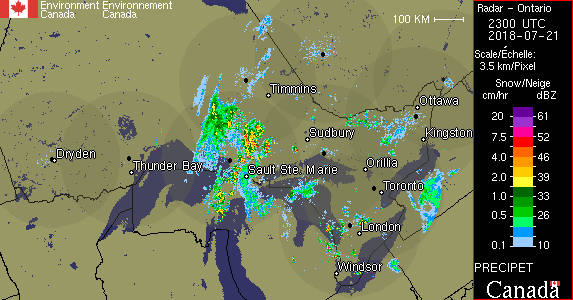 Environment Environnement
Canada Canada
100 KM
Timmins
Ottawa
Sudbury
Kingston
Dryden
Thunder Bay
Sault Ste. Marie
Orillia
Toronto
London
Windsor
Radar - Ontario
2300 UTC
2018-07-21
Scale/Échelle:
3.5 km/Pixel
Snow/Neige
cm/hr dBZ
20 61
7.5 52
4.0 46
2.0 39
1.0 33
0.5 26
0.1 10
PRECIPET
Canada